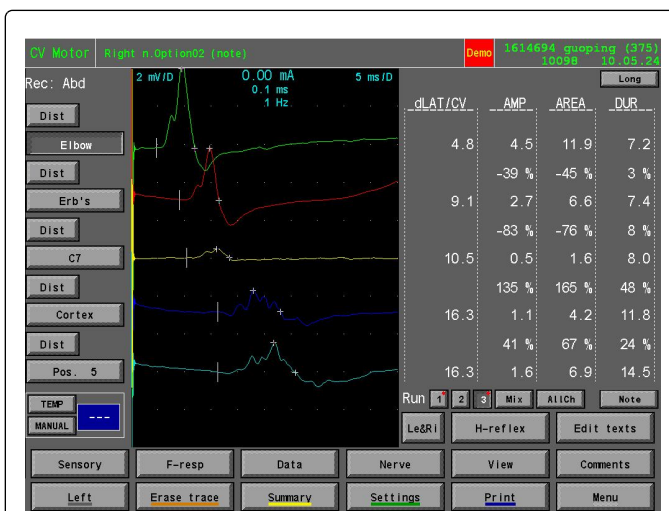 CV Motor Right n.Option02 (note) Demo 1614694 guoping (375)
10098 10.05.24
Rec: Abd 2 mV/D 0.00 mA 5 ms/D Long
0.1 ms
1 Hz
dLAT/CV AMP AREA DUR
Dist
Elbow 4.8 4.5 11.9 7.2
Dist -39 % -45 % 3 %
Erb's 9.1 2.7 6.6 7.4
Dist -83 % -76 % 8 %
C7 10.5 0.5 1.6 8.0
Dist 135 % 165 % 48 %
Cortex 16.3 1.1 4.2 11.8
Dist 41 % 67 % 24 %
Pos. 5 16.3 1.6 6.9 14.5
TEMP Run 1 2 3 Mix AllCh Note
MANUAL --- Le&Ri H-reflex Edit texts
Sensory F-resp Data Nerve View Comments
Left Erase trace Summary Settings Print Menu